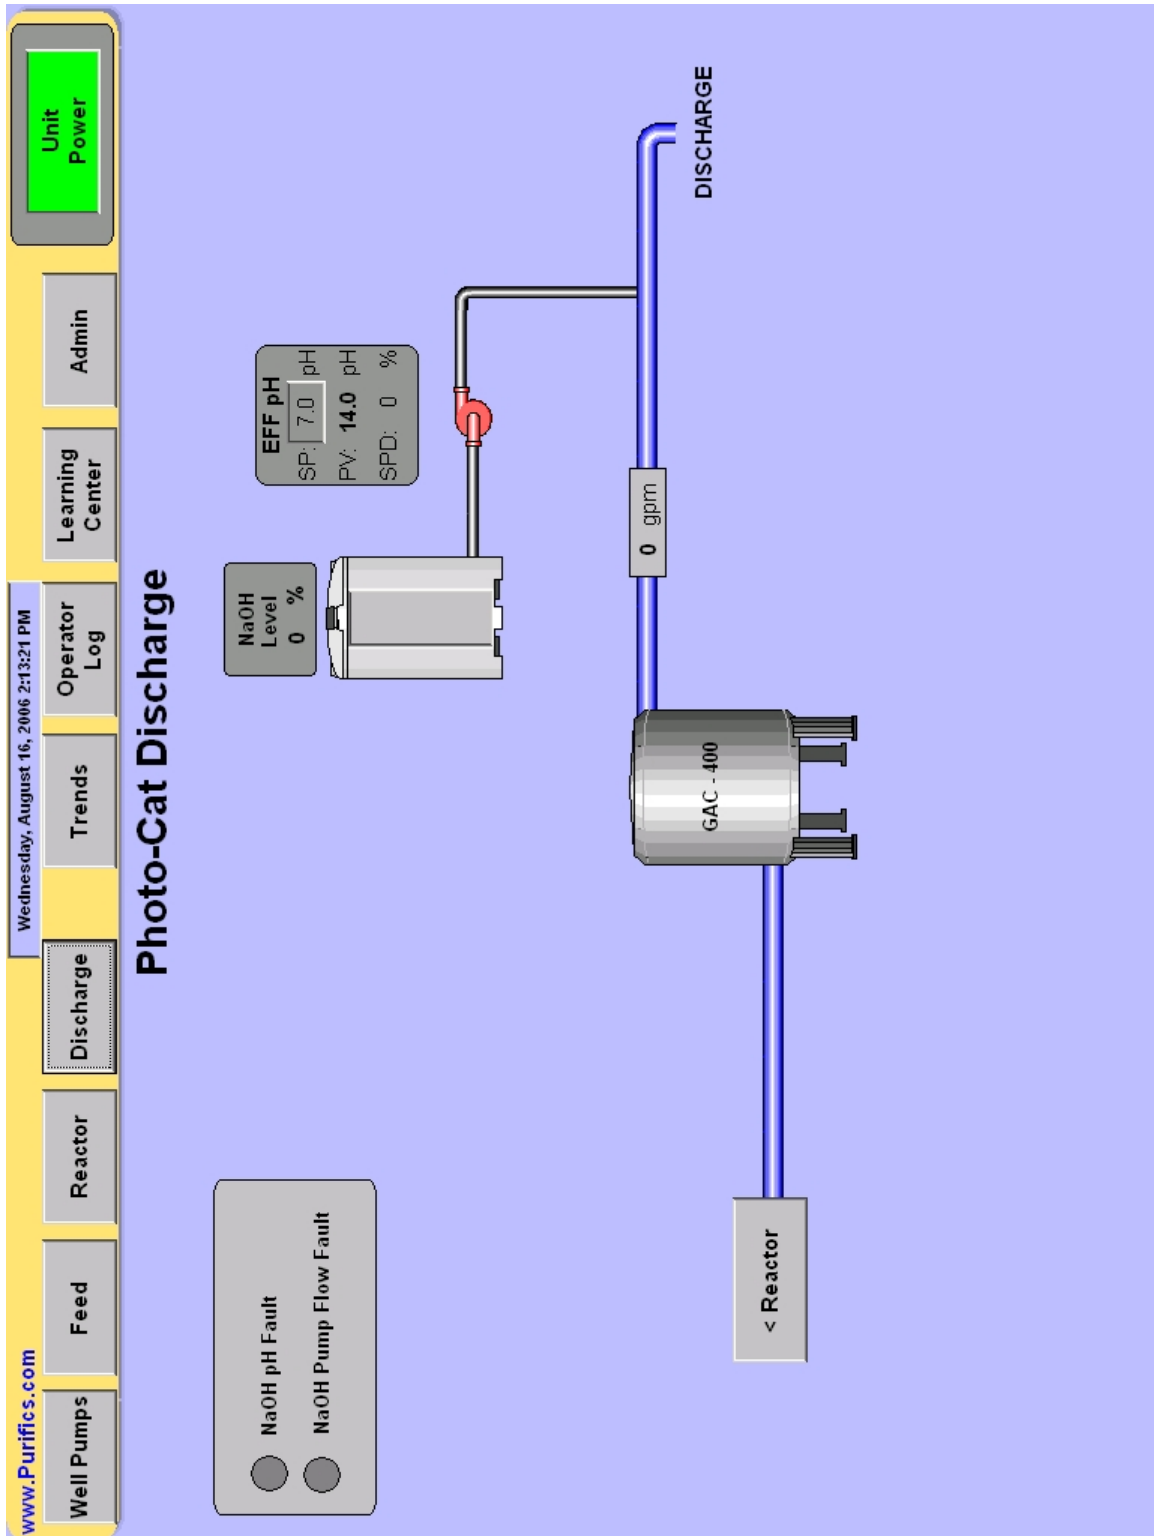 www.Purifics.com
Wednesday, August 16, 2006 2:13:21 PM
Well Pumps
Feed
Reactor
Discharge
Trends
Operator
Log
Learning
Center
Admin
Unit
Power
Photo-Cat Discharge
NaOH pH Fault
NaOH Pump Flow Fault
NaOH
Level
0 %
EFF pH
SP: 7.0 pH
PV: 14.0 pH
SPD: 0 %
0 gpm
GAC - 400
< Reactor
DISCHARGE